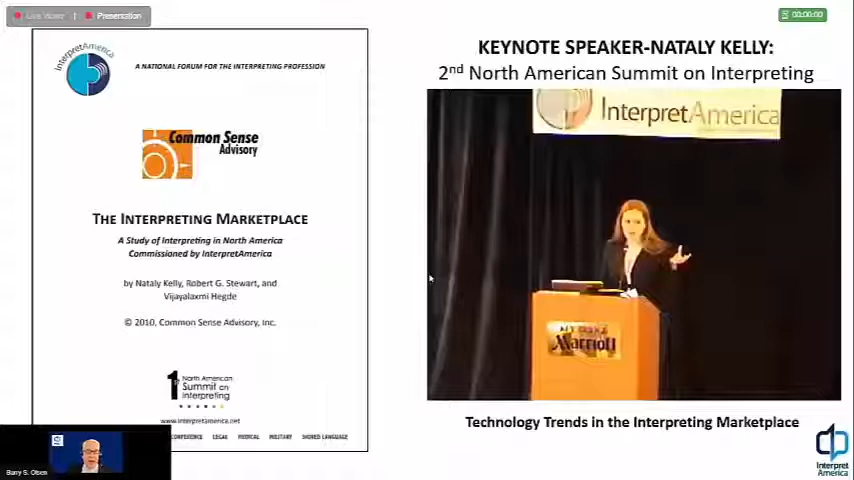 Presentation
00:00:00
InterpretAmerica
A NATIONAL FORUM FOR THE INTERPRETING PROFESSION
Common Sense
Advisory
THE INTERPRETING MARKETPLACE
A Study of Interpreting in North America
Commissioned by InterpretAmerica
by Nataly Kelly, Robert G. Stewart, and
Vijayalaxmi Hegde
© 2010, Common Sense Advisory, Inc.
1st North American
Summit on
Interpreting
www.interpretamerica.net
CONFERENCE LEGAL MEDICAL MILITARY SIGNED LANGUAGE
Barry S. Olsen
KEYNOTE SPEAKER-NATALY KELLY:
2nd North American Summit on Interpreting
InterpretAmerica
Marriott
Technology Trends in the Interpreting Marketplace
Interpret
America